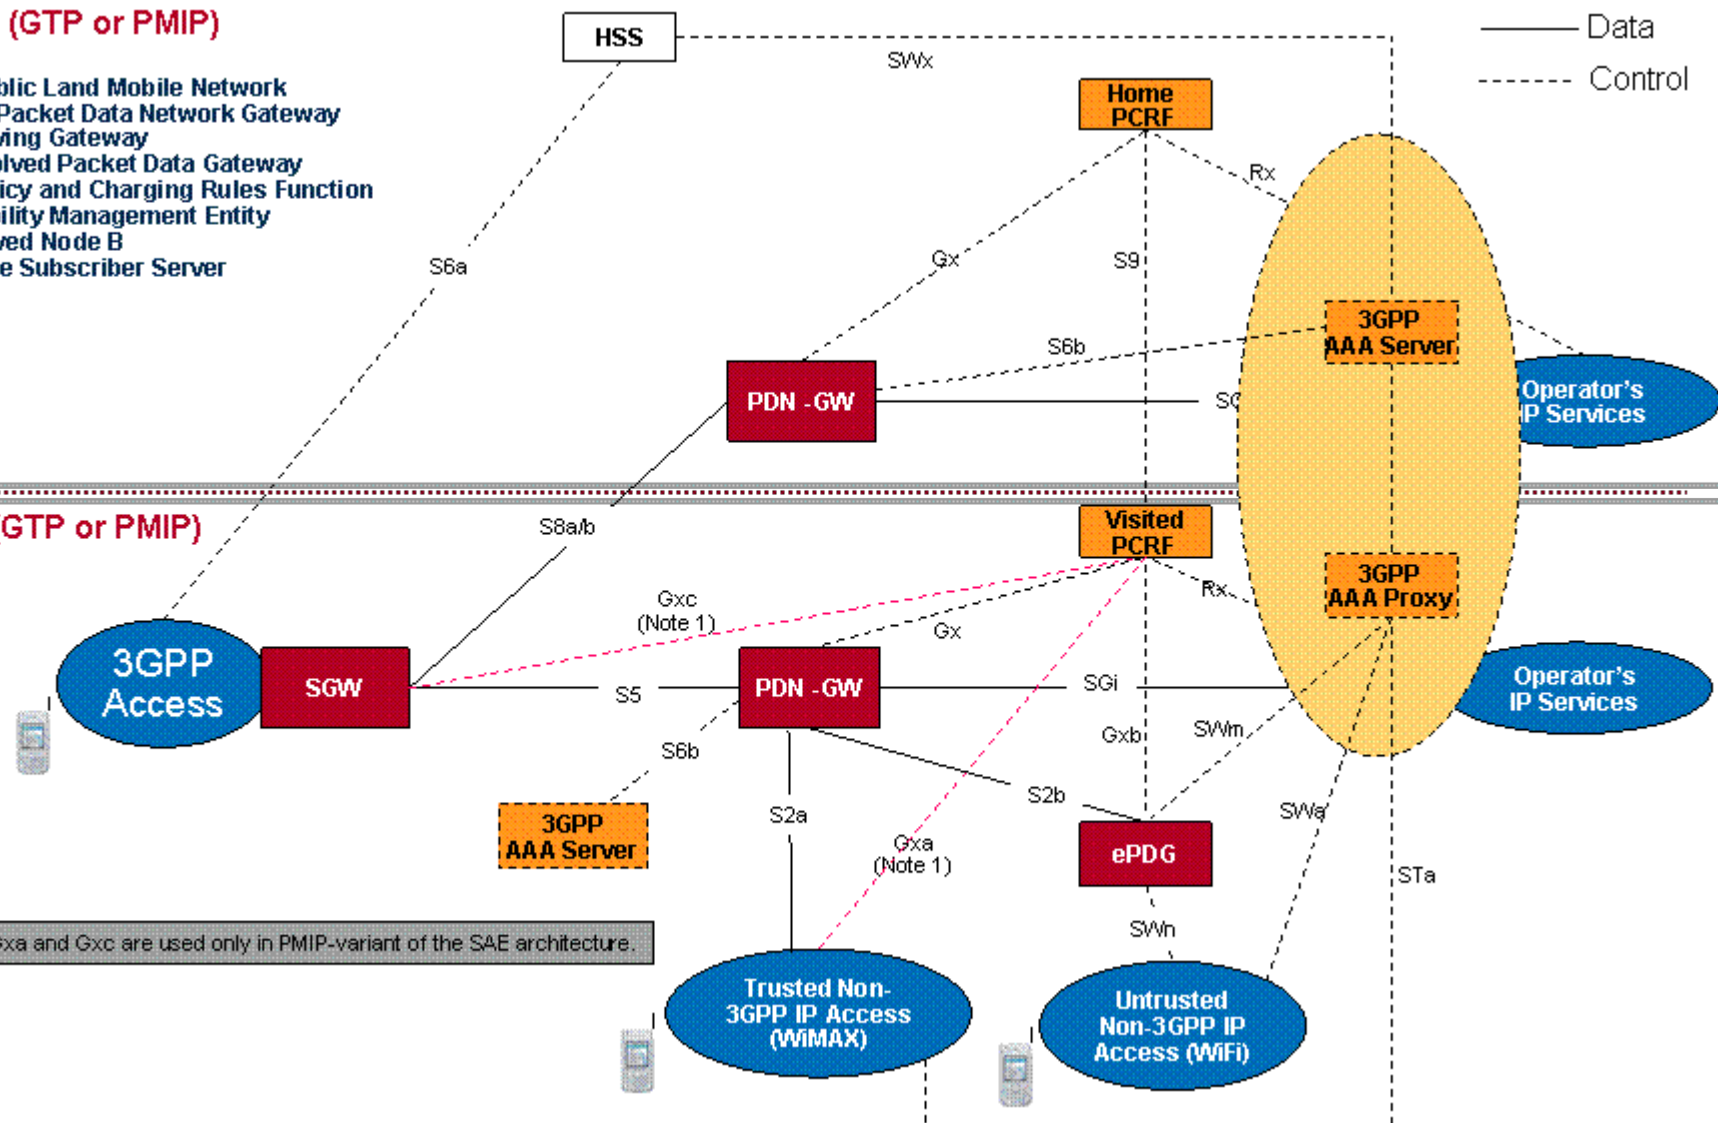 (GTP or PMIP)
HSS
SWx
Data
Control
Home
PCRF
blic Land Mobile Network
Packet Data Network Gateway
ving Gateway
lved Packet Data Gateway
icy and Charging Rules Function
ility Management Entity
ved Node B
e Subscriber Server
Rx
S6a
Gx
S9
3GPP
AAA Server
S6b
PDN -GW
Operator's
IP Services
(GTP or PMIP)
S8a/b
Visited
PCRF
Gxc
(Note 1)
Gx
Rx
3GPP
AAA Proxy
3GPP
Access
SGW
S5
PDN -GW
SGi
Operator's
IP Services
S6b
Gxb
SWm
S2b
S2a
SWa
3GPP
AAA Server
Gxa
(Note 1)
ePDG
STa
SWn
Gxa and Gxc are used only in PMIP-variant of the SAE architecture.
Trusted Non-
3GPP IP Access
(WiMAX)
Untrusted
Non-3GPP IP
Access (WiFi)